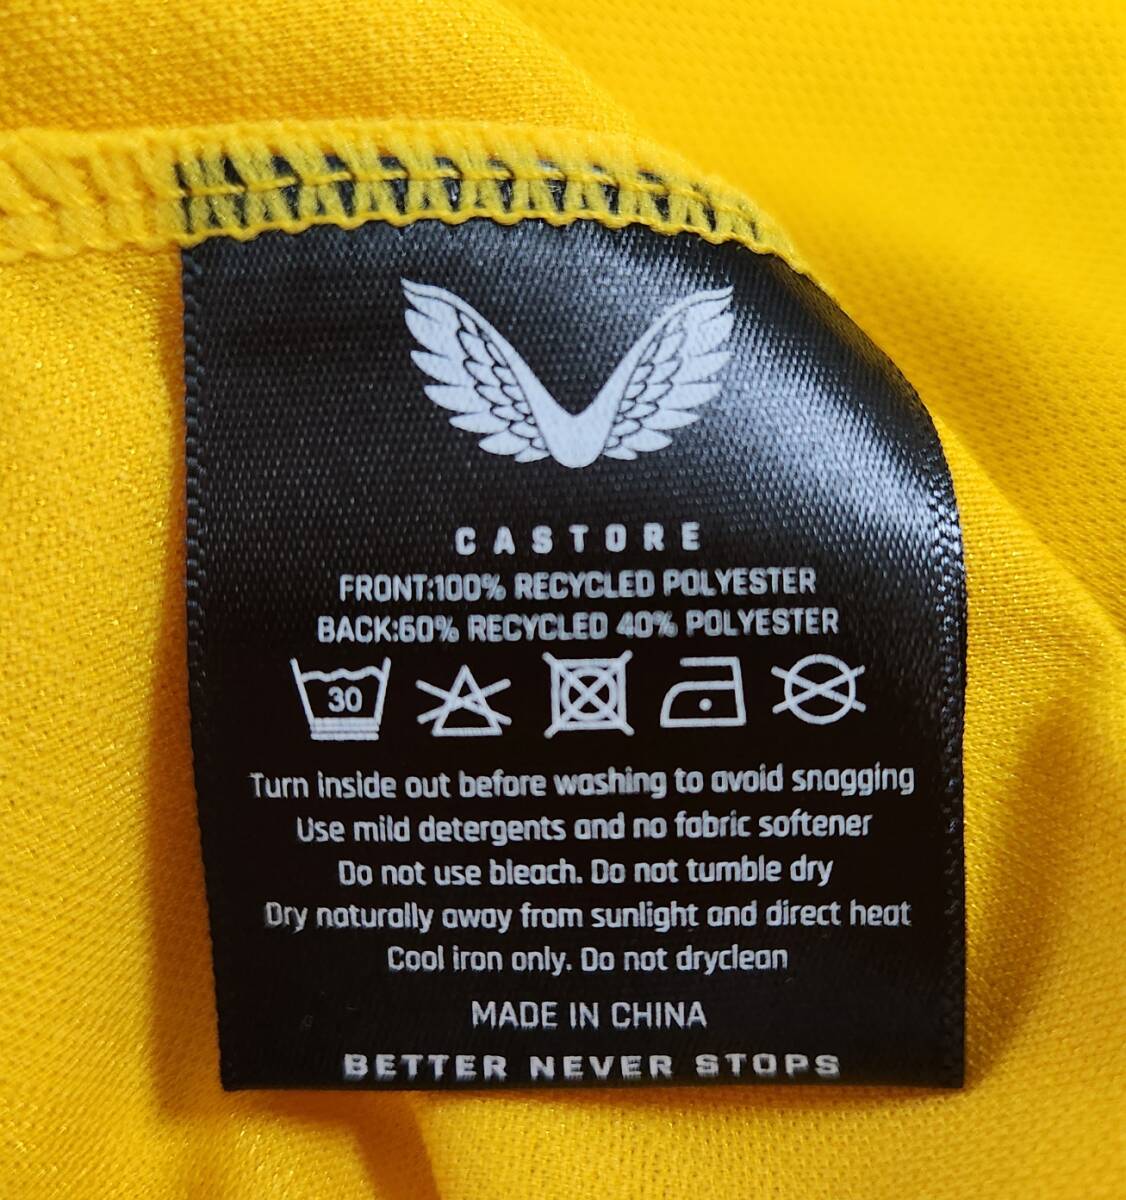 CASTORE
FRONT:100% RECYCLED POLYESTER
BACK:60% RECYCLED 40% POLYESTER
30
Turn inside out before washing to avoid snagging
Use mild detergents and no fabric softener
Do not use bleach. Do not tumble dry
Dry naturally away from sunlight and direct heat
Cool iron only. Do not dryclean
MADE IN CHINA
BETTER NEVER STOPS